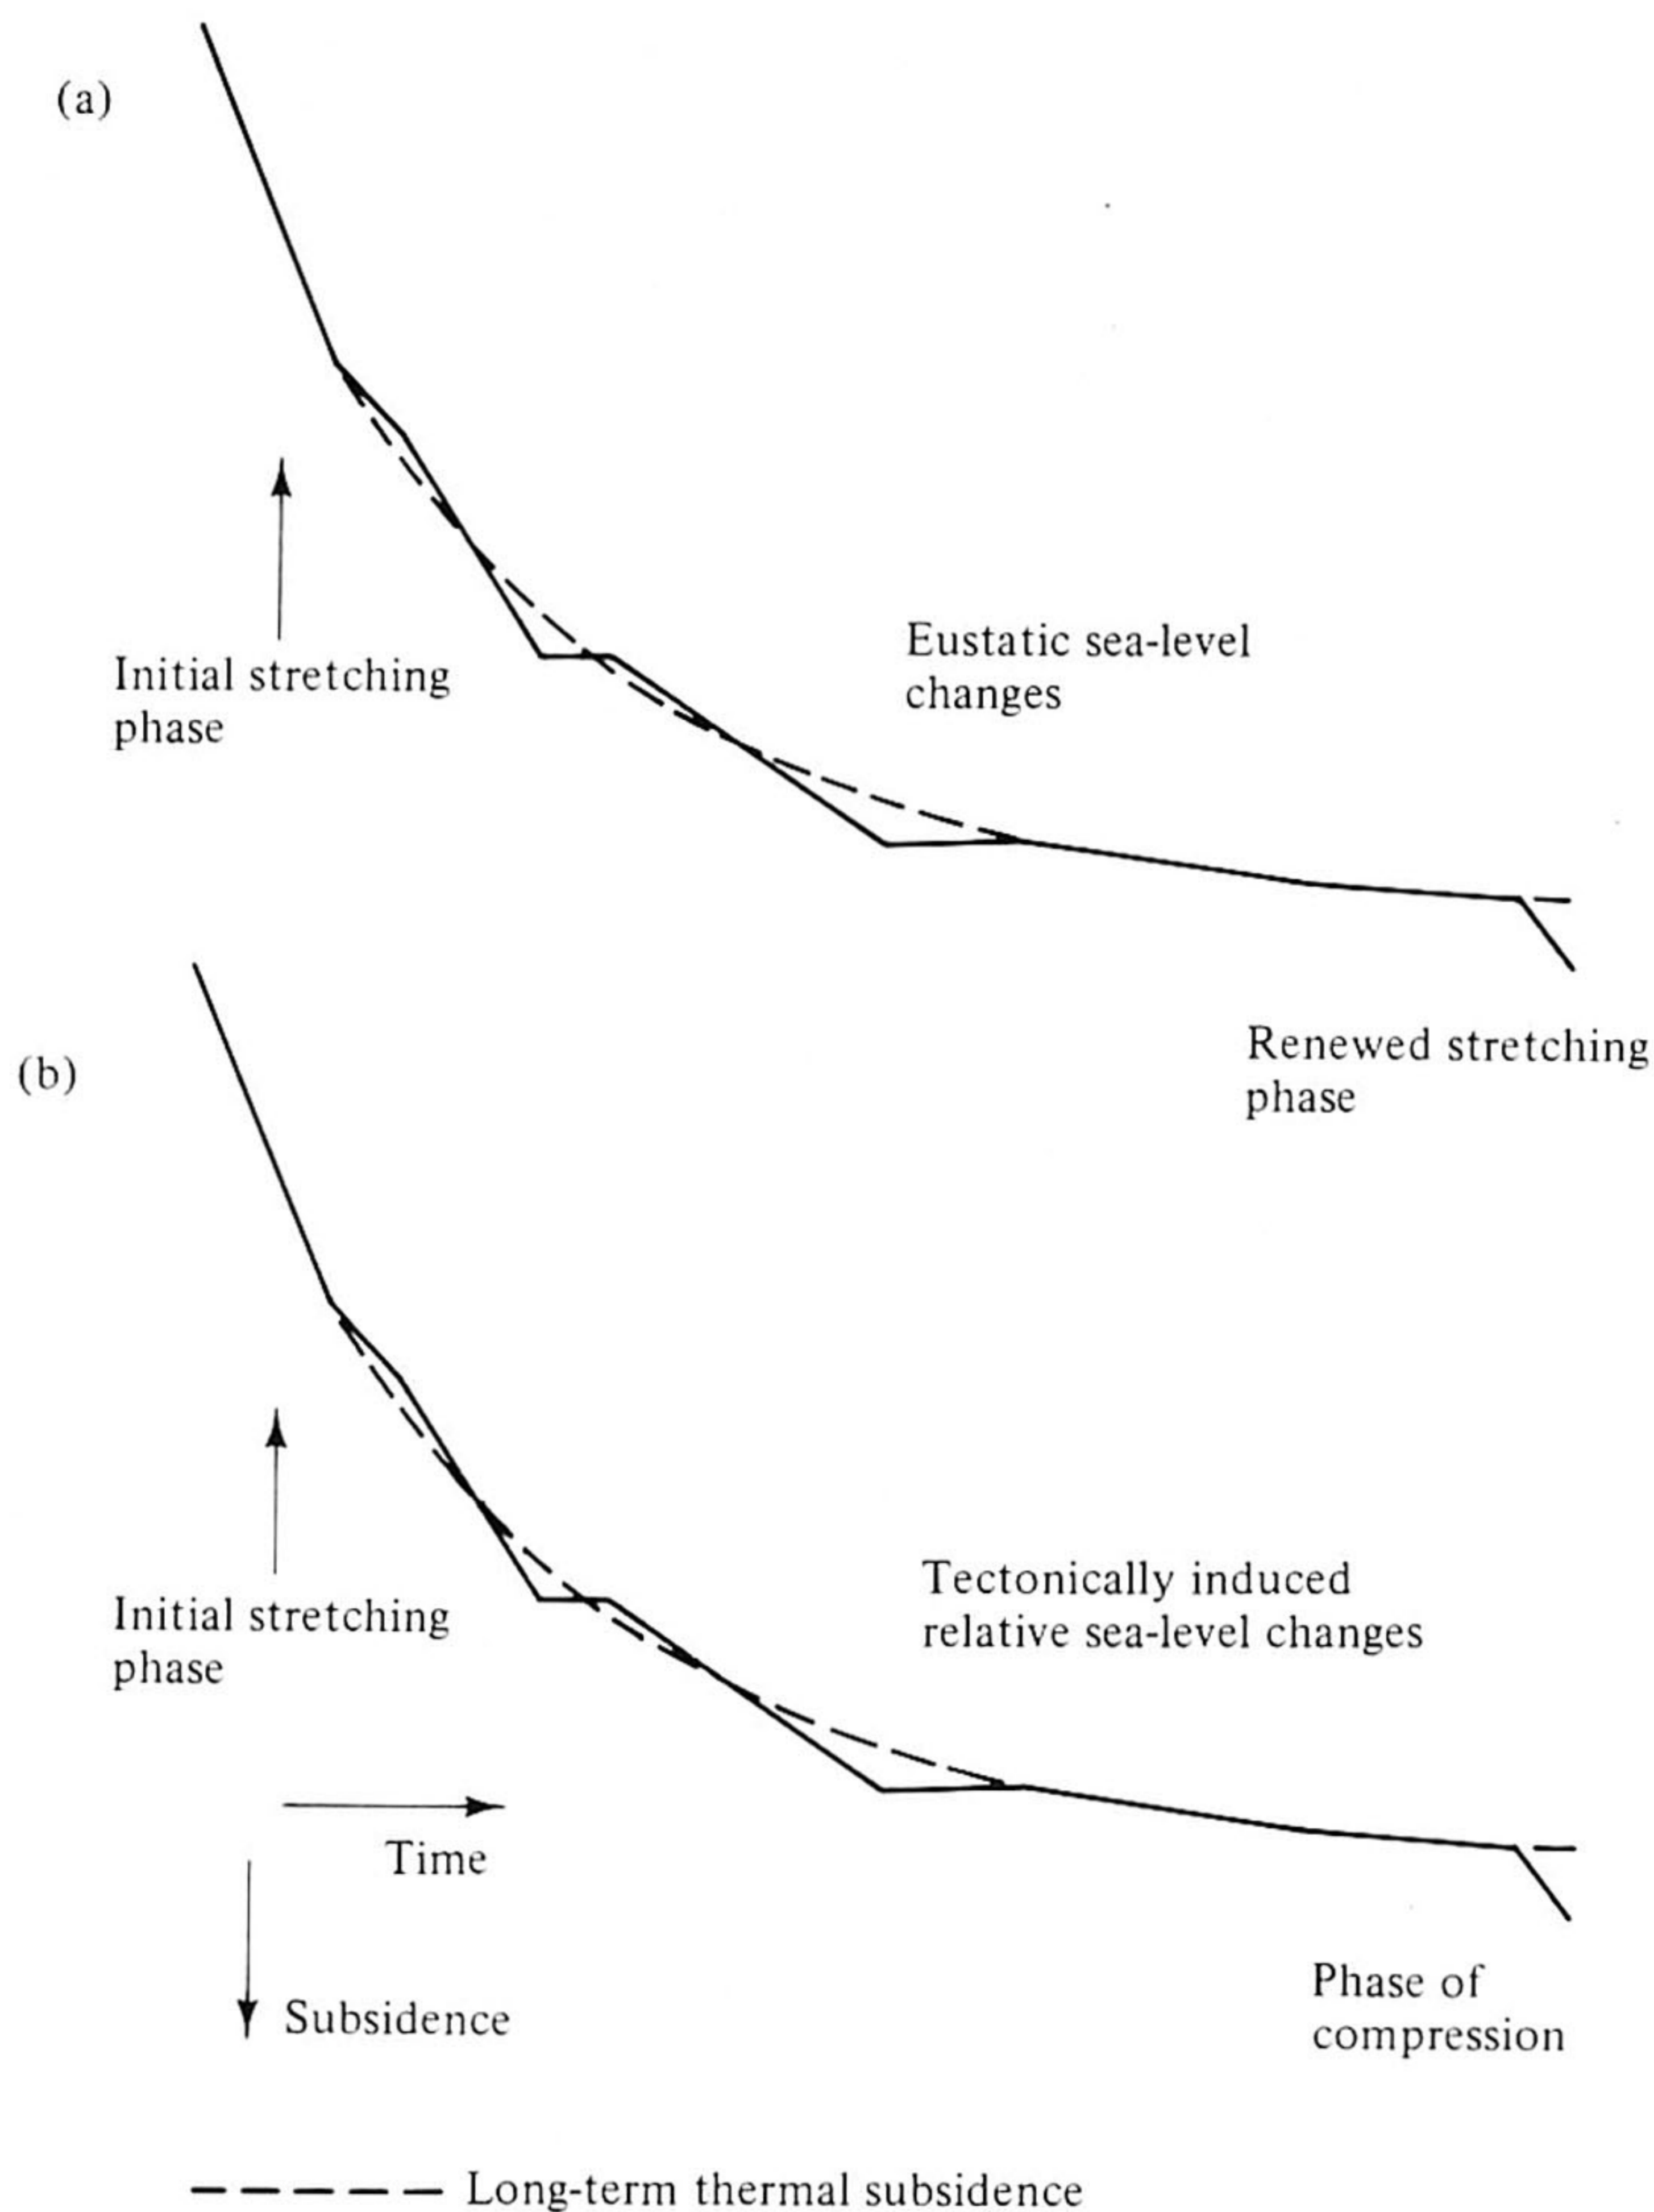 (a)
Initial stretching
phase
Eustatic sea-level
changes
Renewed stretching
phase
(b)
Initial stretching
phase
Tectonically induced
relative sea-level changes
Time
Subsidence
Phase of
compression
Long-term thermal subsidence